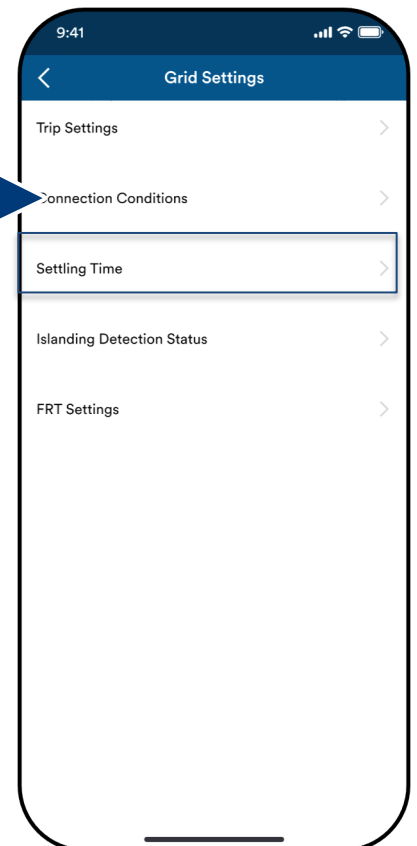 9:41
Grid Settings
Trip Settings
Connection Conditions
Settling Time
Islanding Detection Status
FRT Settings